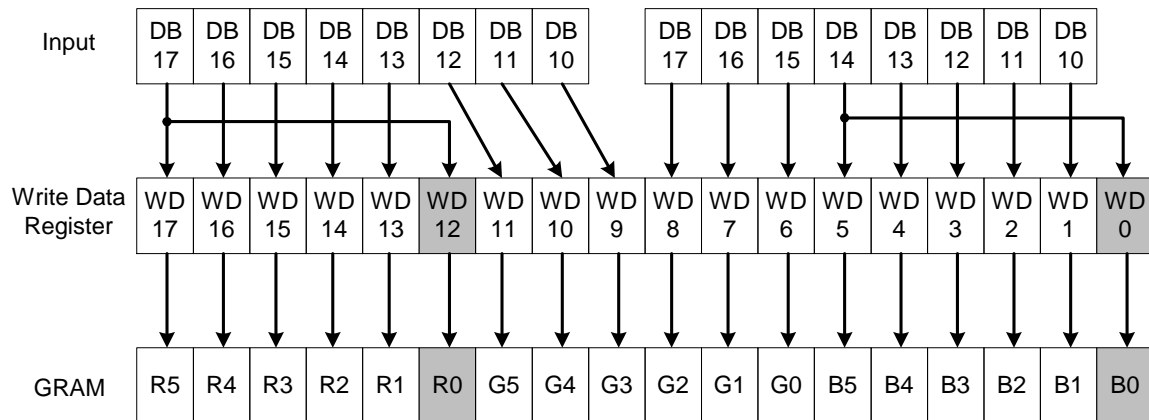 Input
DB DB DB DB DB DB DB DB DB DB DB DB DB DB DB DB
17 16 15 14 13 12 11 10 17 16 15 14 13 12 11 10
Write Data
Register
WD WD WD WD WD WD WD WD WD WD WD WD WD WD WD WD WD WD
17 16 15 14 13 12 11 10 9 8 7 6 5 4 3 2 1 0
GRAM
R5 R4 R3 R2 R1 R0 G5 G4 G3 G2 G1 G0 B5 B4 B3 B2 B1 B0